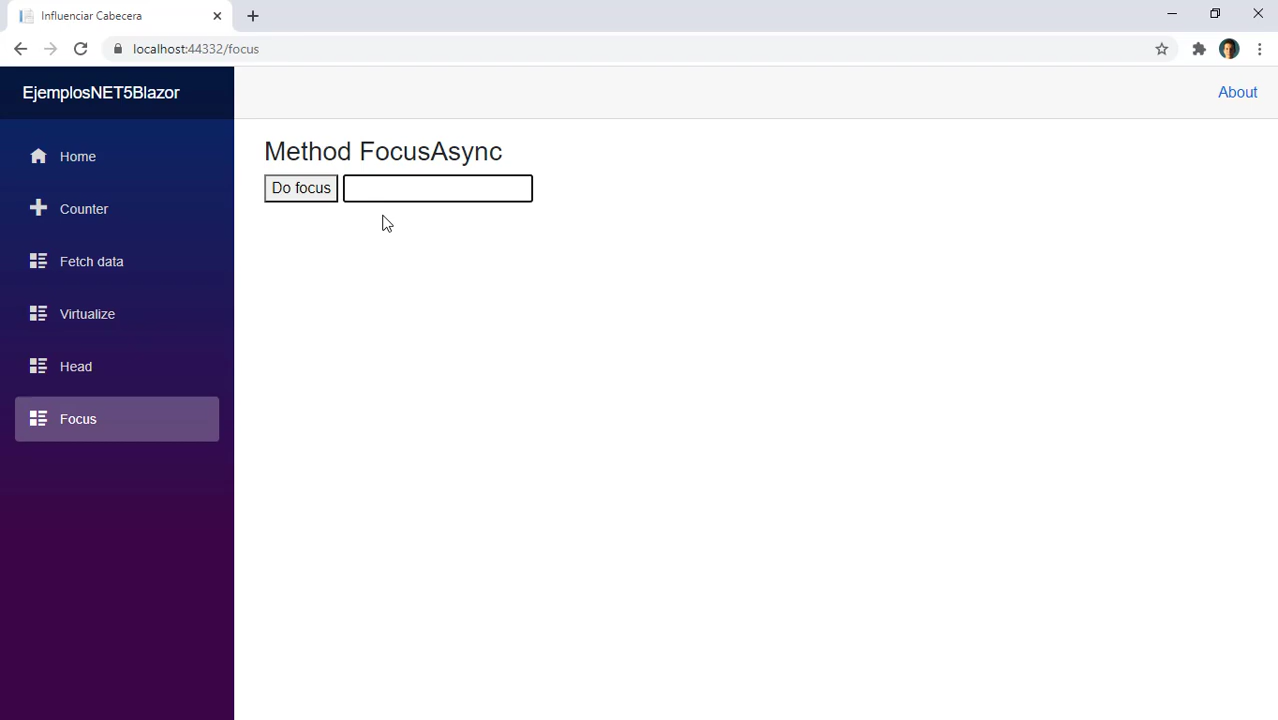 Influenciar Cabecera
localhost:44332/focus
EjemplosNET5Blazor
About
Home
Counter
Fetch data
Virtualize
Head
Focus
Method FocusAsync
Do focus